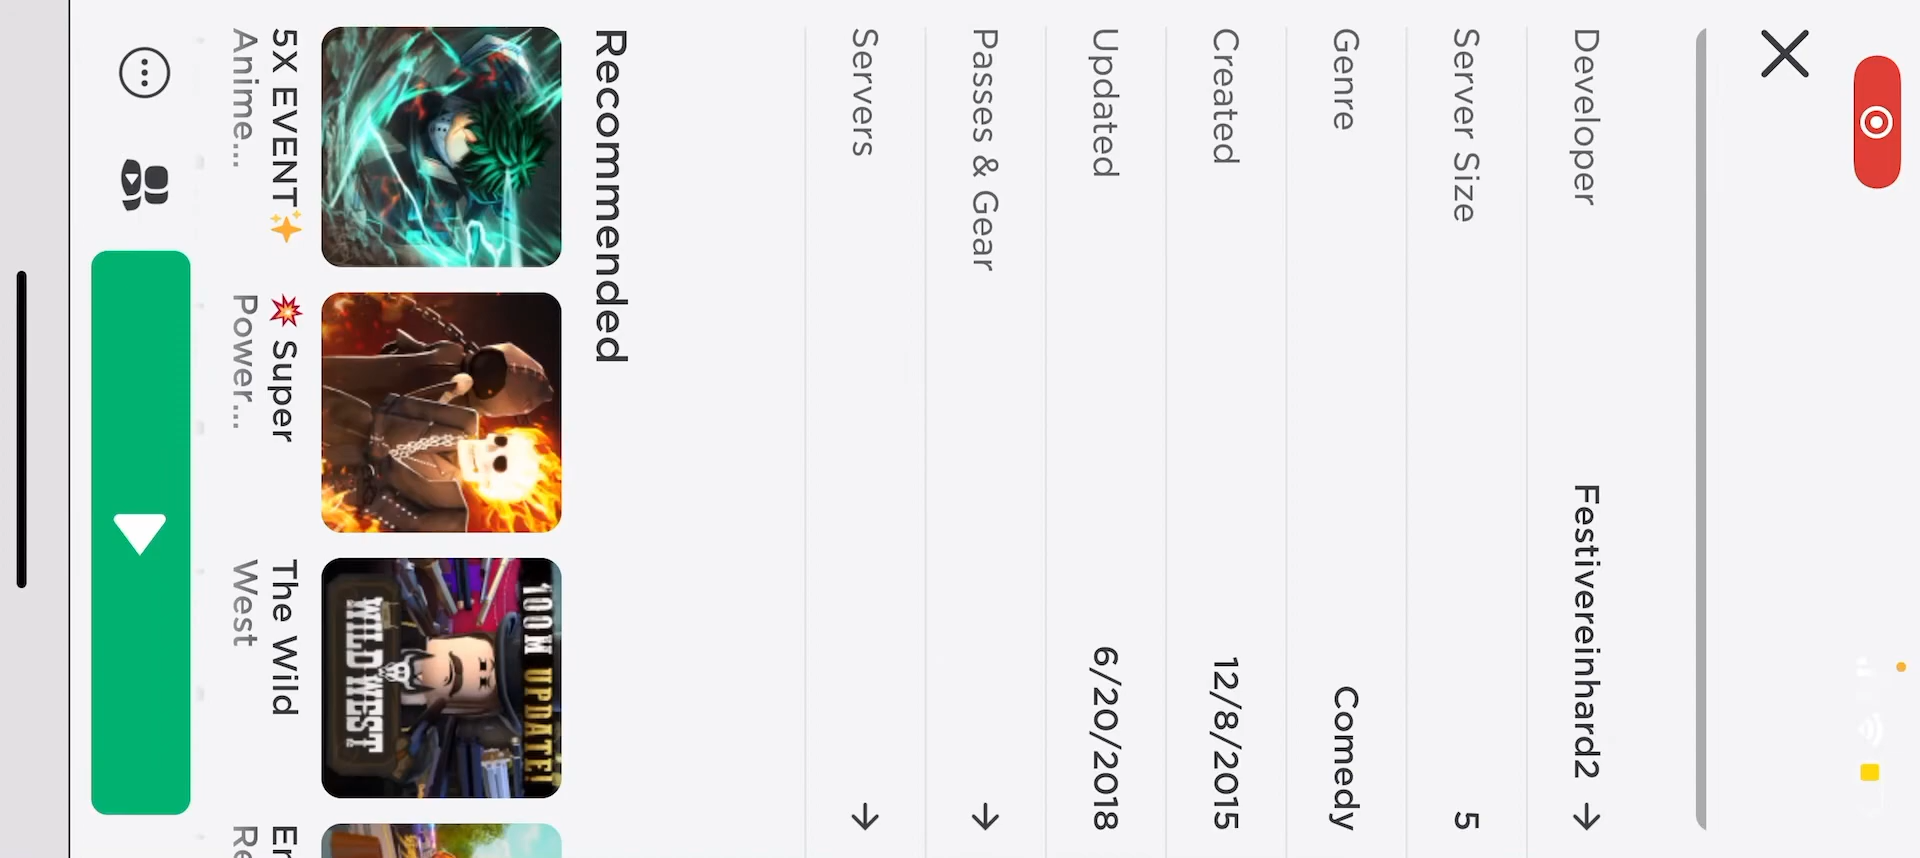 Developer Festivereinhard2
Server Size 5
Genre Comedy
Created 12/8/2015
Updated 6/20/2018
Passes & Gear
Servers
Recommended
100M UPDATE!
WILD WEST
5X EVENT✨
Anime...
💥 Super
Power...
The Wild
West